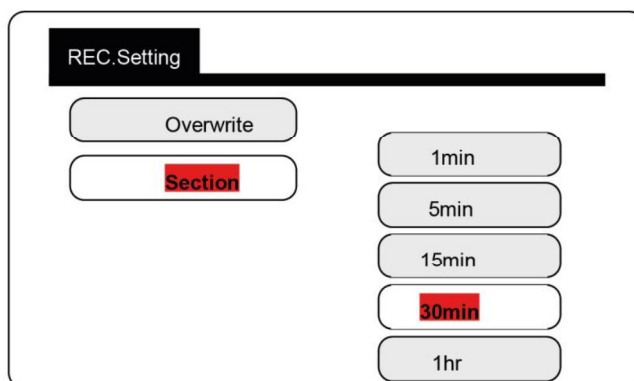 REC.Setting
Overwrite
Section
1min
5min
15min
30min
1hr